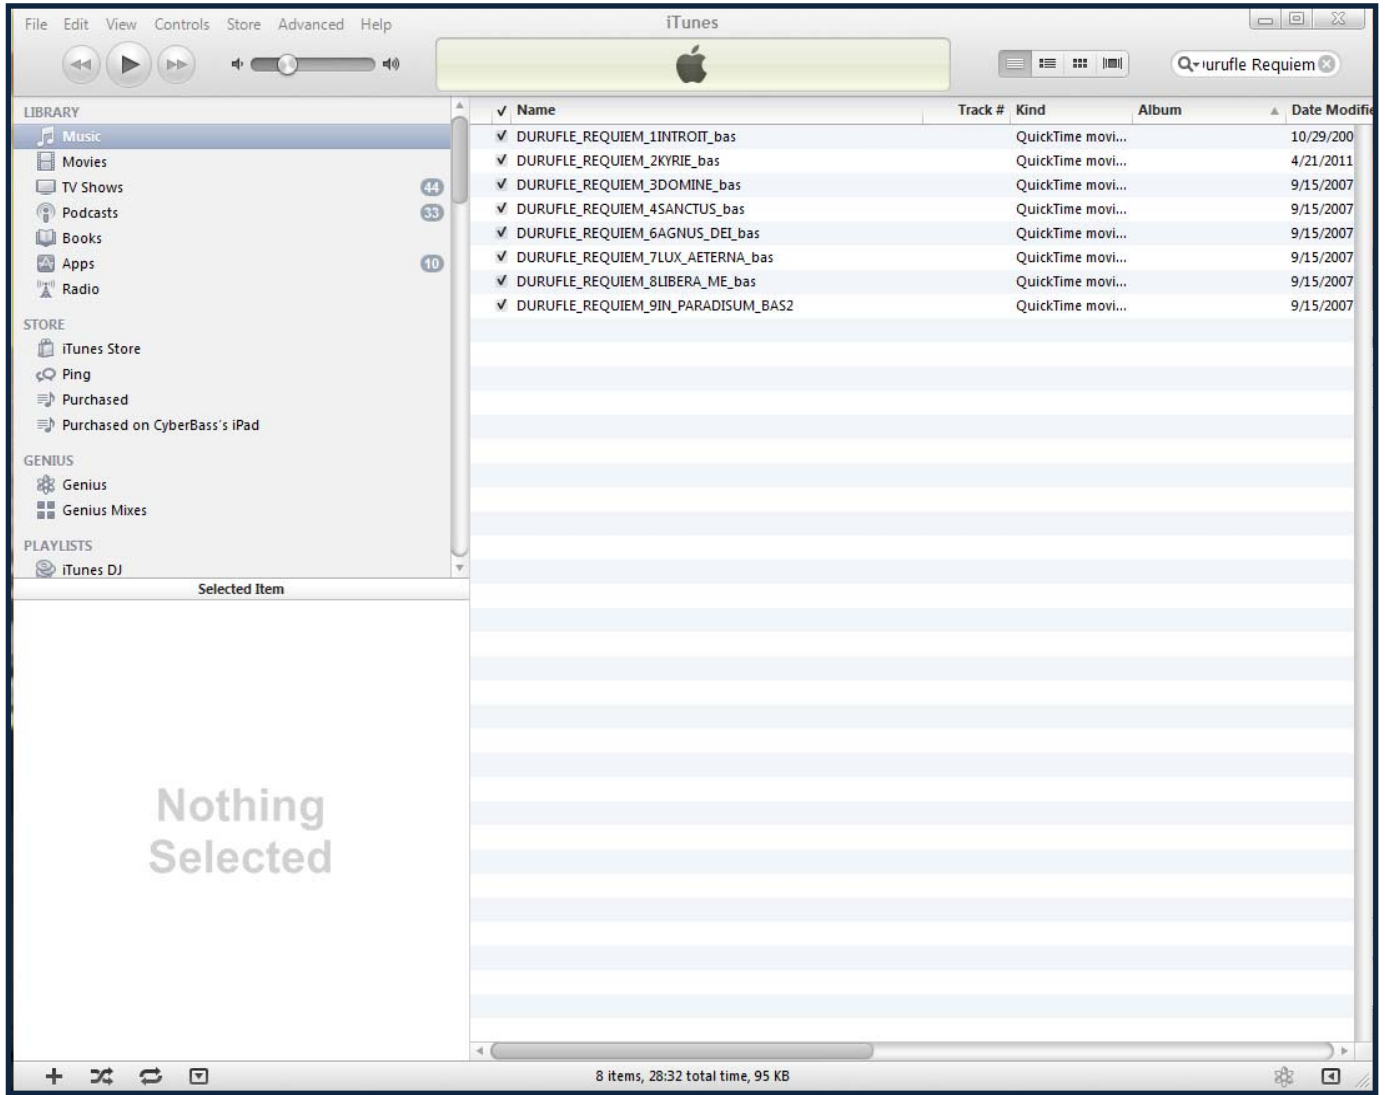 iTunes
File Edit View Controls Store Advanced Help
urufle Requiem
LIBRARY
Music
Movies
TV Shows 44
Podcasts 33
Books
Apps 10
Radio
STORE
iTunes Store
Ping
Purchased
Purchased on CyberBass's iPad
GENIUS
Genius
Genius Mixes
PLAYLISTS
iTunes DJ
Selected Item
Nothing
Selected
Name Track # Kind Album Date Modifie
DURUFLE_REQUIEM_1INTROIT_bas QuickTime movi... 10/29/200
DURUFLE_REQUIEM_2KYRIE_bas QuickTime movi... 4/21/2011
DURUFLE_REQUIEM_3DOMINE_bas QuickTime movi... 9/15/2007
DURUFLE_REQUIEM_4SANCTUS_bas QuickTime movi... 9/15/2007
DURUFLE_REQUIEM_6AGNUS_DEI_bas QuickTime movi... 9/15/2007
DURUFLE_REQUIEM_7LUX_AETERNA_bas QuickTime movi... 9/15/2007
DURUFLE_REQUIEM_8LIBERA_ME_bas QuickTime movi... 9/15/2007
DURUFLE_REQUIEM_9IN_PARADISUM_BAS2 QuickTime movi... 9/15/2007
8 items, 28:32 total time, 95 KB